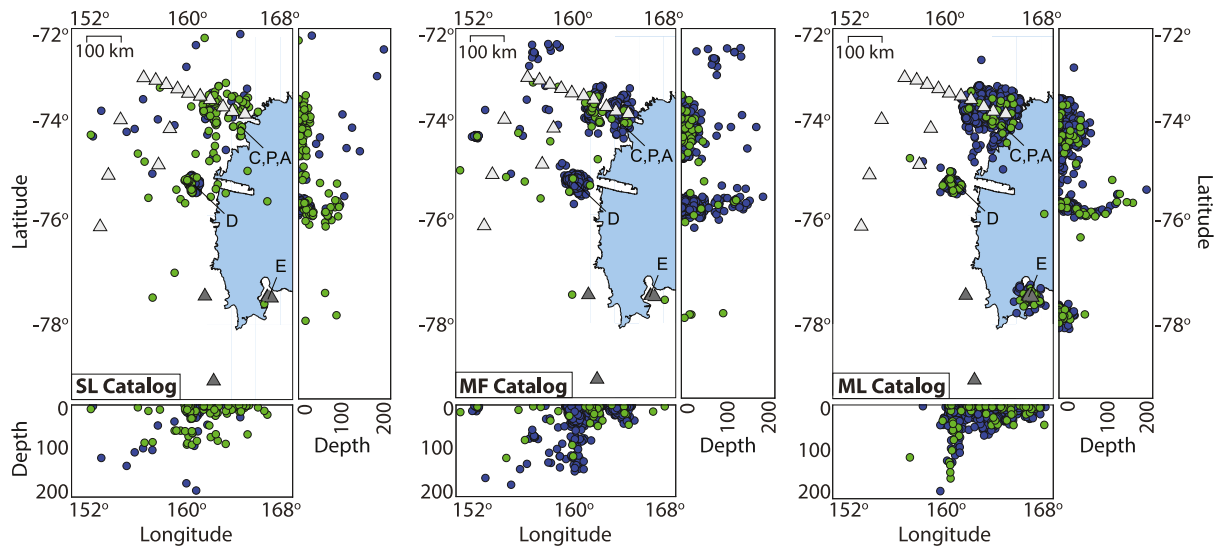 152° 160° 168°
-72°
-74°
-76°
-78°
Latitude
100 km
C,P,A
D
E
SL Catalog
0 100 200
Depth
0
100
200
Depth
152° 160° 168°
Longitude
152° 160° 168°
-72°
-74°
-76°
-78°
100 km
C,P,A
D
E
MF Catalog
0 100 200
Depth
0
100
200
152° 160° 168°
Longitude
152° 160° 168°
-72°
-74°
-76°
-78°
100 km
C,P,A
D
E
ML Catalog
-72°
-74°
-76°
-78°
Latitude
0 100 200
Depth
0
100
200
152° 160° 168°
Longitude